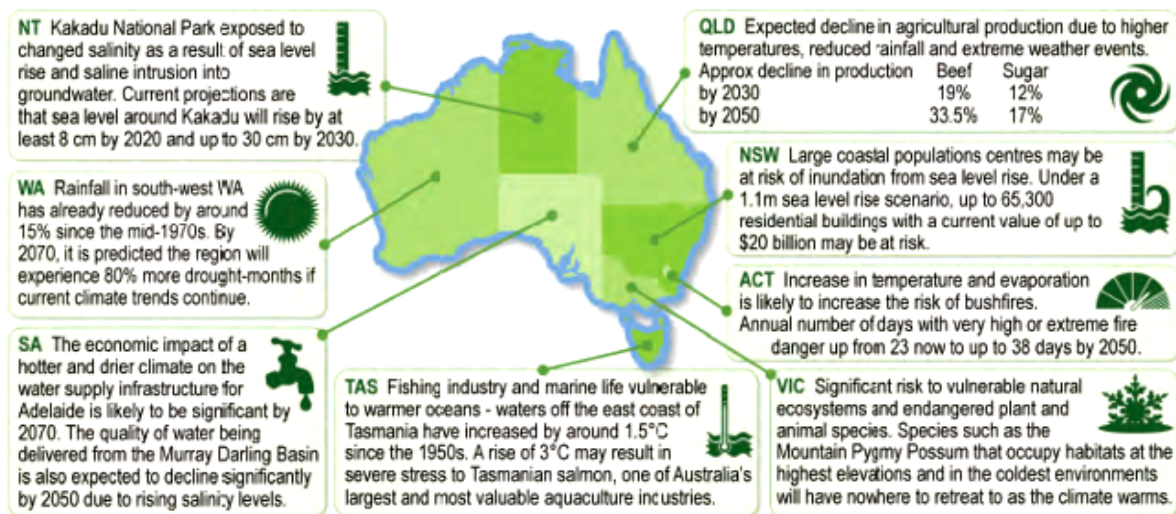 NT Kakadu National Park exposed to
changed salinity as a result of sea level
rise and saline intrusion into
groundwater. Current projections are
that sea level around Kakadu will rise by at
least 8 cm by 2020 and up to 30 cm by 2030.
WA Rainfall in south-west WA
has already reduced by around
15% since the mid-1970s. By
2070, it is predicted the region will
experience 80% more drought-months if
current climate trends continue.
SA The economic impact of a
hotter and drier climate on the
water supply infrastructure for
Adelaide is likely to be significant by
2070. The quality of water being
delivered from the Murray Darling Basin
is also expected to decline significantly
by 2050 due to rising salinity levels.
TAS Fishing industry and marine life vulnerable
to warmer oceans - waters off the east coast of
Tasmania have increased by around 1.5°C
since the 1950s. A rise of 3°C may result in
severe stress to Tasmanian salmon, one of Australia's
largest and most valuable aquaculture industries.
QLD Expected decline in agricultural production due to higher
temperatures, reduced rainfall and extreme weather events.
Approx decline in production Beef Sugar
by 2030 19% 12%
by 2050 33.5% 17%
NSW Large coastal populations centres may be
at risk of inundation from sea level rise. Under a
1.1m sea level rise scenario, up to 65,300
residential buildings with a current value of up to
$20 billion may be at risk.
ACT Increase in temperature and evaporation
is likely to increase the risk of bushfires.
Annual number of days with very high or extreme fire
danger up from 23 now to up to 38 days by 2050.
VIC Significant risk to vulnerable natural
ecosystems and endangered plant and
animal species. Species such as the
Mountain Pygmy Possum that occupy habitats at the
highest elevations and in the coldest environments
will have nowhere to retreat to as the climate warms.